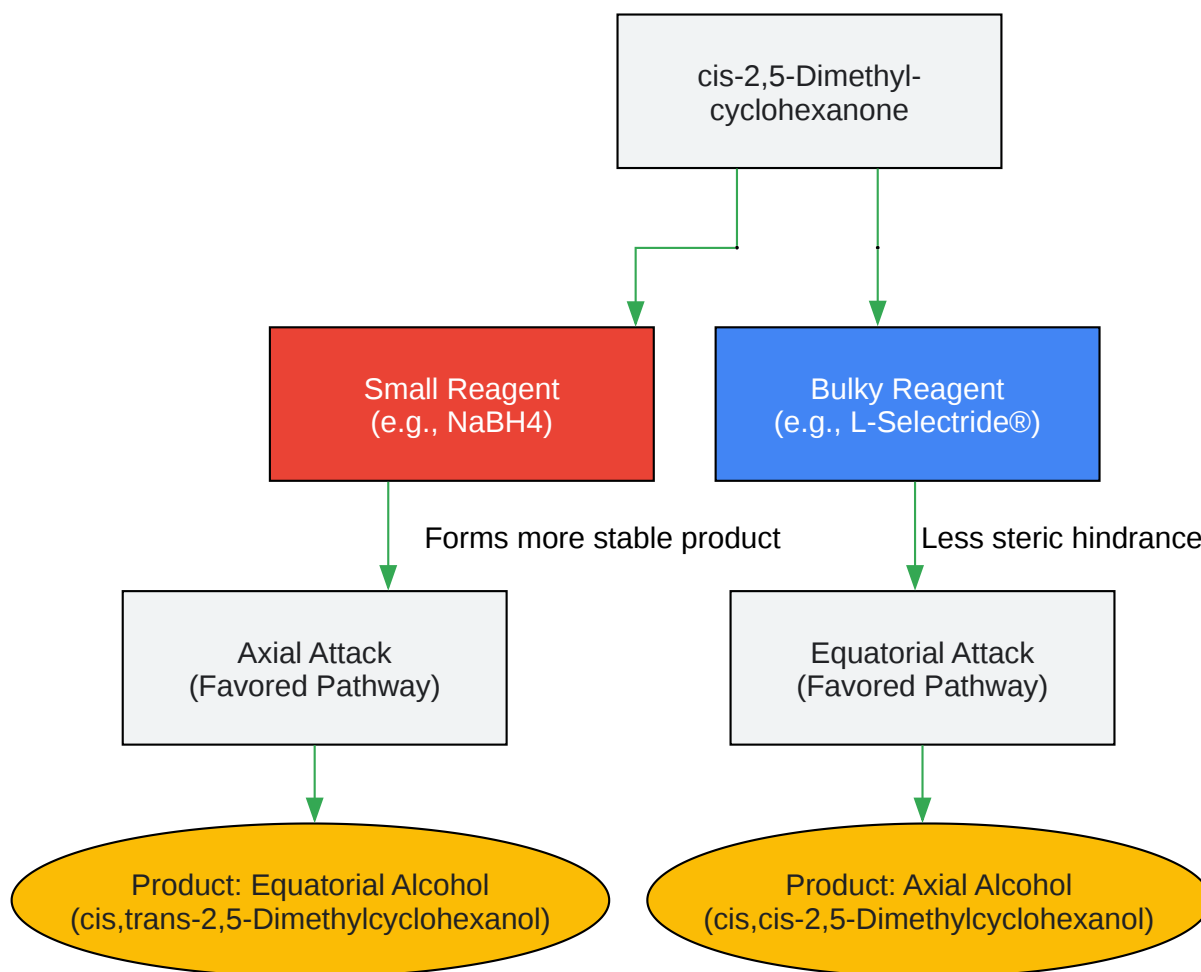 cis-2,5-Dimethyl-
cyclohexanone
Small Reagent
(e.g., NaBH4)
Bulky Reagent
(e.g., L-Selectride®)
Forms more stable product
Less steric hindrance
Axial Attack
(Favored Pathway)
Equatorial Attack
(Favored Pathway)
Product: Equatorial Alcohol
(cis,trans-2,5-Dimethylcyclohexanol)
Product: Axial Alcohol
(cis,cis-2,5-Dimethylcyclohexanol)